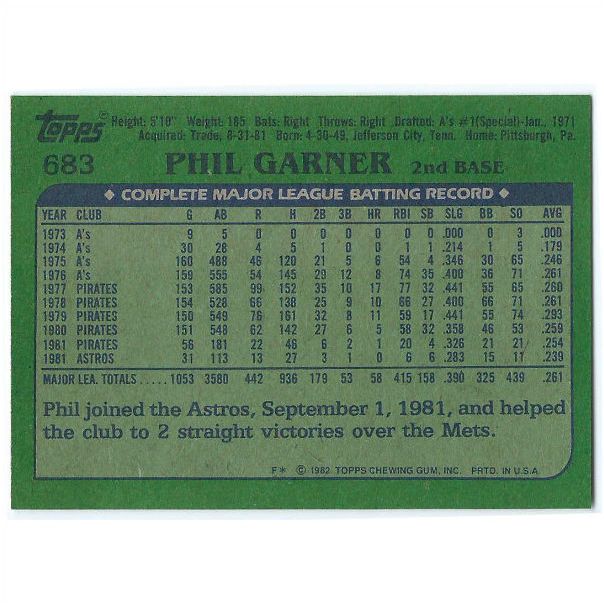 Topps® Height: 5'10" Weight: 185 Bats: Right Throws: Right Drafted: A's #1(Special)-Jan., 1971
Acquired: Trade, 8-31-81 Born: 4-30-49, Jefferson City, Tenn. Home: Pittsburgh, Pa.
683 PHIL GARNER 2nd BASE
◆ COMPLETE MAJOR LEAGUE BATTING RECORD ◆
YEAR CLUB G AB R H 2B 3B HR RBI SB SLG BB SO AVG
1973 A's 9 5 0 0 0 0 0 0 0 .000 0 3 .000
1974 A's 30 28 4 5 1 0 0 1 1 .214 1 5 .179
1975 A's 160 488 46 120 21 5 6 54 4 .346 30 65 .246
1976 A's 159 555 54 145 29 12 8 74 35 .400 36 71 .261
1977 PIRATES 153 585 99 152 35 10 17 77 32 .441 55 65 .260
1978 PIRATES 154 528 66 138 25 9 10 66 27 .400 66 71 .261
1979 PIRATES 150 549 76 161 32 8 11 59 17 .441 55 74 .293
1980 PIRATES 151 548 62 142 27 6 5 58 32 .358 46 53 .259
1981 PIRATES 56 181 22 46 6 2 1 20 4 .326 21 21 .254
1981 ASTROS 31 113 13 27 3 1 0 6 6 .283 15 17 .239
MAJOR LEA. TOTALS ..... 1053 3580 442 936 179 53 58 415 158 .390 325 439 .261
Phil joined the Astros, September 1, 1981, and helped
the club to 2 straight victories over the Mets.
F* © 1982 TOPPS CHEWING GUM, INC. PRTD. IN U.S.A.